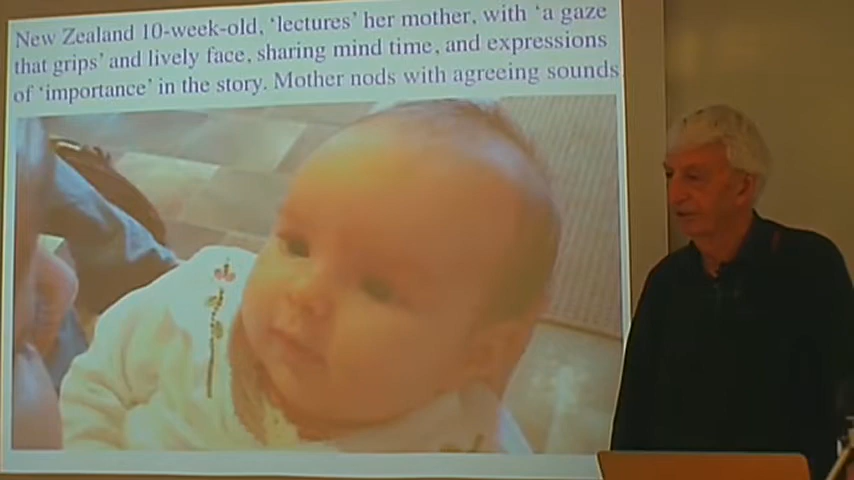 New Zealand 10-week-old, ‘lectures’ her mother, with ‘a gaze
that grips’ and lively face, sharing mind time, and expressions
of ‘importance’ in the story. Mother nods with agreeing sounds